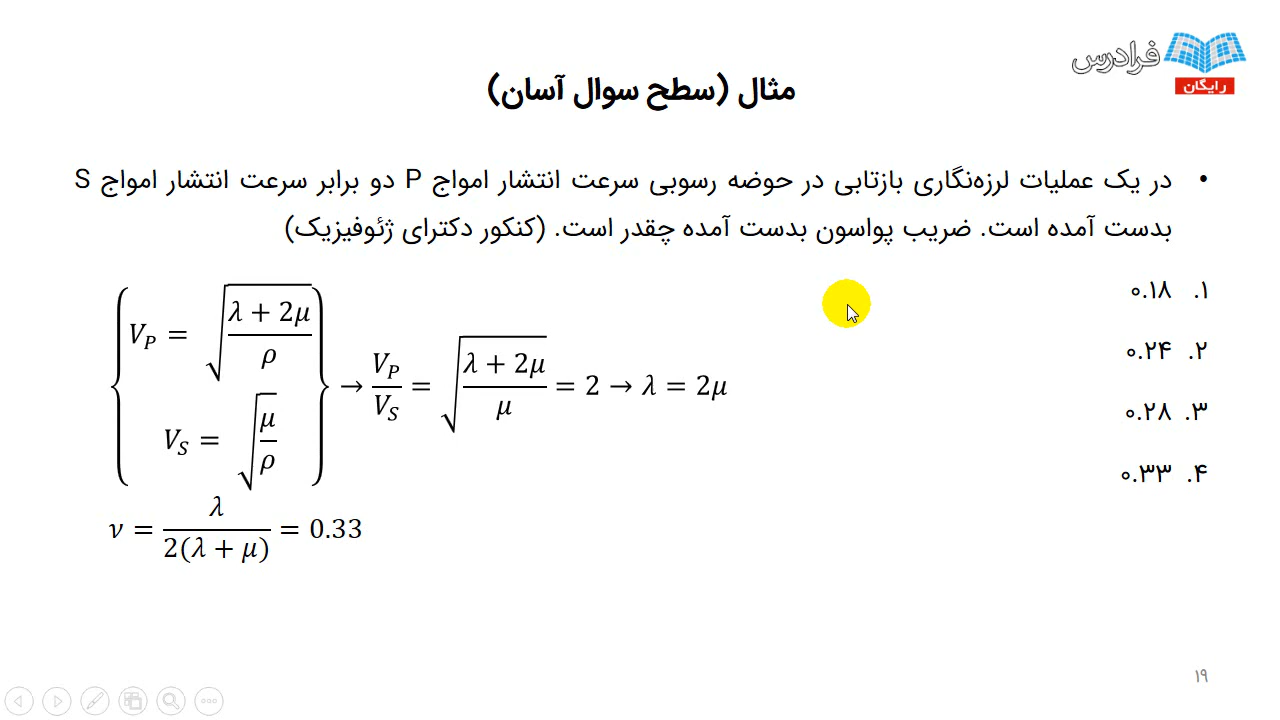 فرادرس
رایگان
مثال (سطح سوال آسان)
• در یک عملیات لرزه‌نگاری بازتابی در حوضه رسوبی سرعت انتشار امواج P دو برابر سرعت انتشار امواج S
بدست آمده است. ضریب پواسون بدست آمده چقدر است. (کنکور دکترای ژئوفیزیک)
۱. ۰.۱۸
۲. ۰.۲۴
۳. ۰.۲۸
۴. ۰.۳۳
{V_P = √((λ + 2μ)/ρ)
V_S = √(μ/ρ)} → V_P/V_S = √((λ + 2μ)/μ) = 2 → λ = 2μ
ν = λ/(2(λ + μ)) = 0.33
۱۹